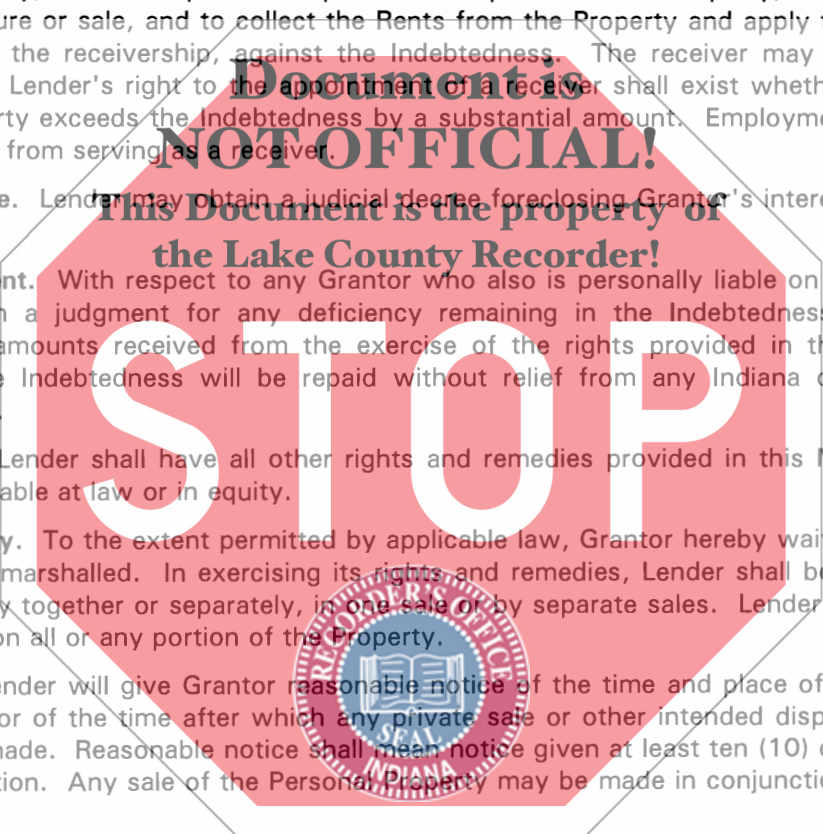 ure or sale, and to collect the Rents from the Property and apply
the receivership, against the Indebtedness. The receiver may
Lender's right to the appointment of a receiver shall exist wheth
rty exceeds the Indebtedness by a substantial amount. Employme
from serving as a receiver.
e. Lender may obtain a judicial decree foreclosing Grantor's intere
nt. With respect to any Grantor who also is personally liable on
a judgment for any deficiency remaining in the Indebtedness
amounts received from the exercise of the rights provided in th
e Indebtedness will be repaid without relief from any Indiana
Lender shall have all other rights and remedies provided in this
able at law or in equity.
y. To the extent permitted by applicable law, Grantor hereby wai
marshalled. In exercising its rights and remedies, Lender shall be
y together or separately, in one sale or by separate sales. Lender
on all or any portion of the Property.
ender will give Grantor reasonable notice of the time and place of
or of the time after which any private sale or other intended disp
made. Reasonable notice shall mean notice given at least ten (10)
tion. Any sale of the Personal Property may be made in conjunctio
Document is
NOT OFFICIAL!
This Document is the property of
the Lake County Recorder!
STOP
RECORDER'S OFFICE
SEAL
INDIANA